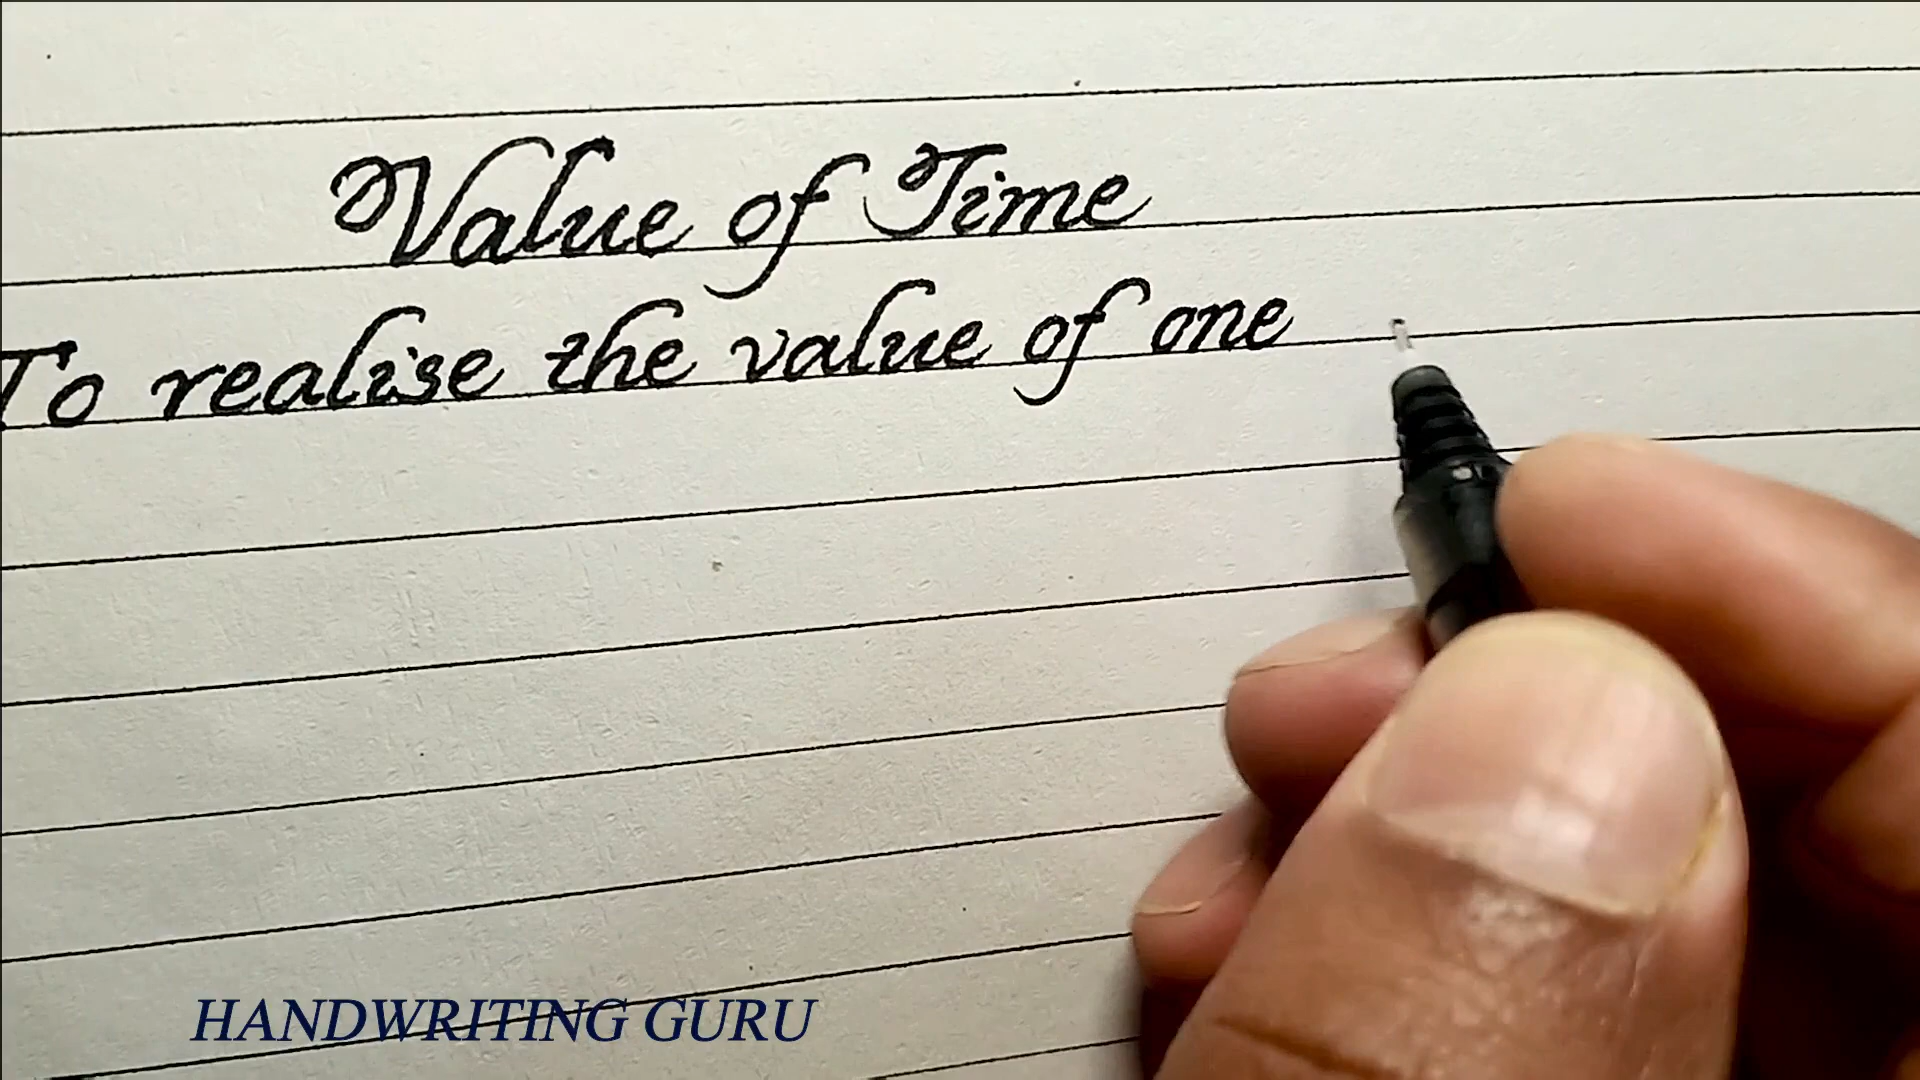 Value of Time
To realise the value of one
HANDWRITING GURU